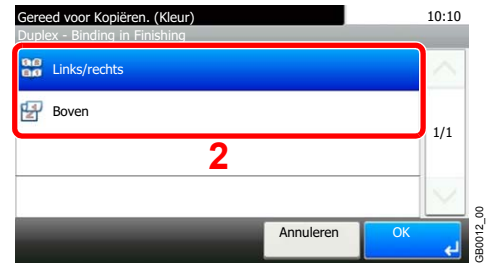 Gereed voor Kopiëren. (Kleur) 10:10
Duplex - Binding in Finishing
Links/rechts
Boven
1/1
2
Annuleren OK
GB0012_00